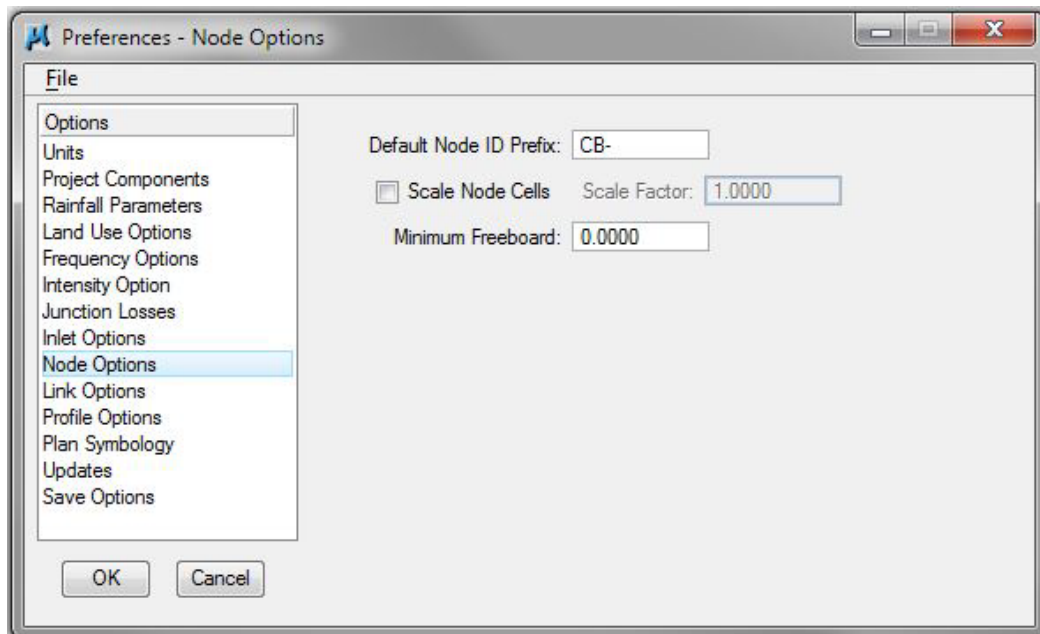 Preferences - Node Options
File
Options
Units
Project Components
Rainfall Parameters
Land Use Options
Frequency Options
Intensity Option
Junction Losses
Inlet Options
Node Options
Link Options
Profile Options
Plan Symbology
Updates
Save Options
Default Node ID Prefix: CB-
Scale Node Cells Scale Factor: 1.0000
Minimum Freeboard: 0.0000
OK Cancel